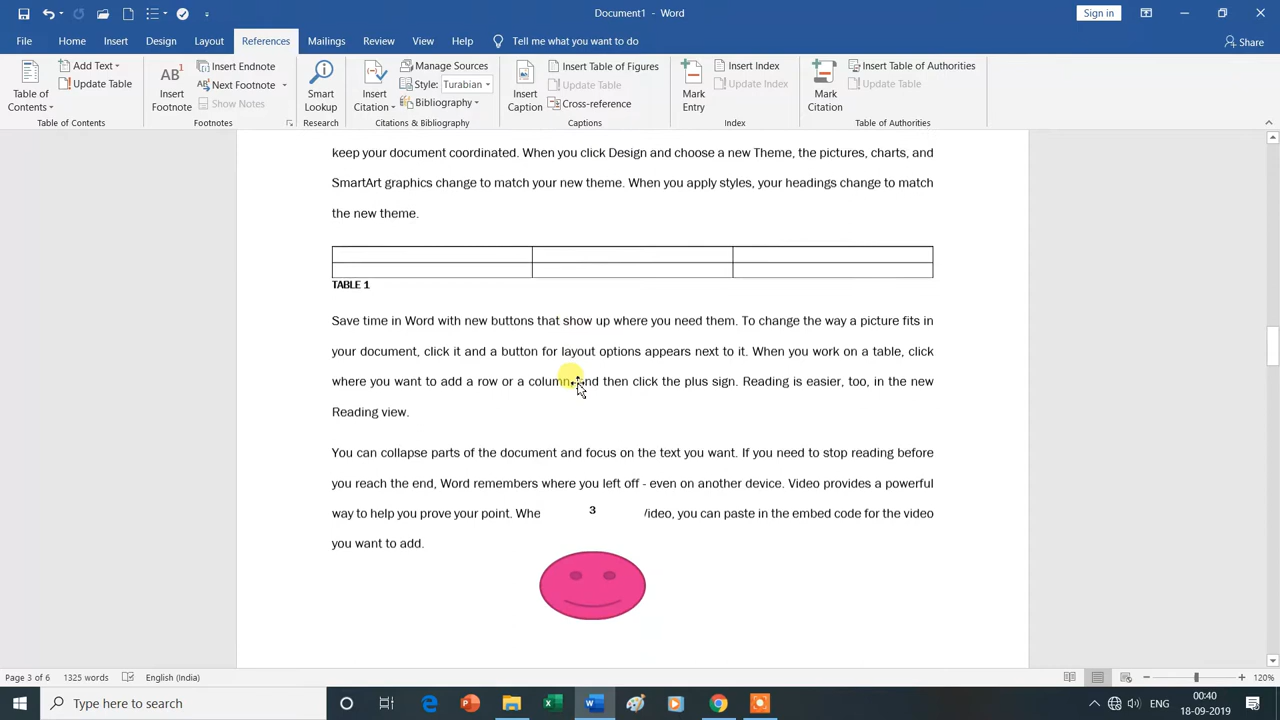 Document1 - Word
Sign in
File Home Insert Design Layout References Mailings Review View Help Tell me what you want to do Share
Table of Contents
Add Text
Update Table
Table of Contents
AB1
Insert Footnote
Insert Endnote
Next Footnote
Show Notes
Footnotes
Smart Lookup
Research
Insert Citation
Manage Sources
Style: Turabian
Bibliography
Citations & Bibliography
Insert Caption
Insert Table of Figures
Update Table
Cross-reference
Captions
Mark Entry
Insert Index
Update Index
Index
Mark Citation
Insert Table of Authorities
Update Table
Table of Authorities
keep your document coordinated. When you click Design and choose a new Theme, the pictures, charts, and
SmartArt graphics change to match your new theme. When you apply styles, your headings change to match
the new theme.
TABLE 1
Save time in Word with new buttons that show up where you need them. To change the way a picture fits in
your document, click it and a button for layout options appears next to it. When you work on a table, click
where you want to add a row or a column and then click the plus sign. Reading is easier, too, in the new
Reading view.
You can collapse parts of the document and focus on the text you want. If you need to stop reading before
you reach the end, Word remembers where you left off - even on another device. Video provides a powerful
way to help you prove your point. Whe 3 Video, you can paste in the embed code for the video
you want to add.
Page 3 of 6 1325 words English (India) 120%
Type here to search
ENG
00:40
18-09-2019